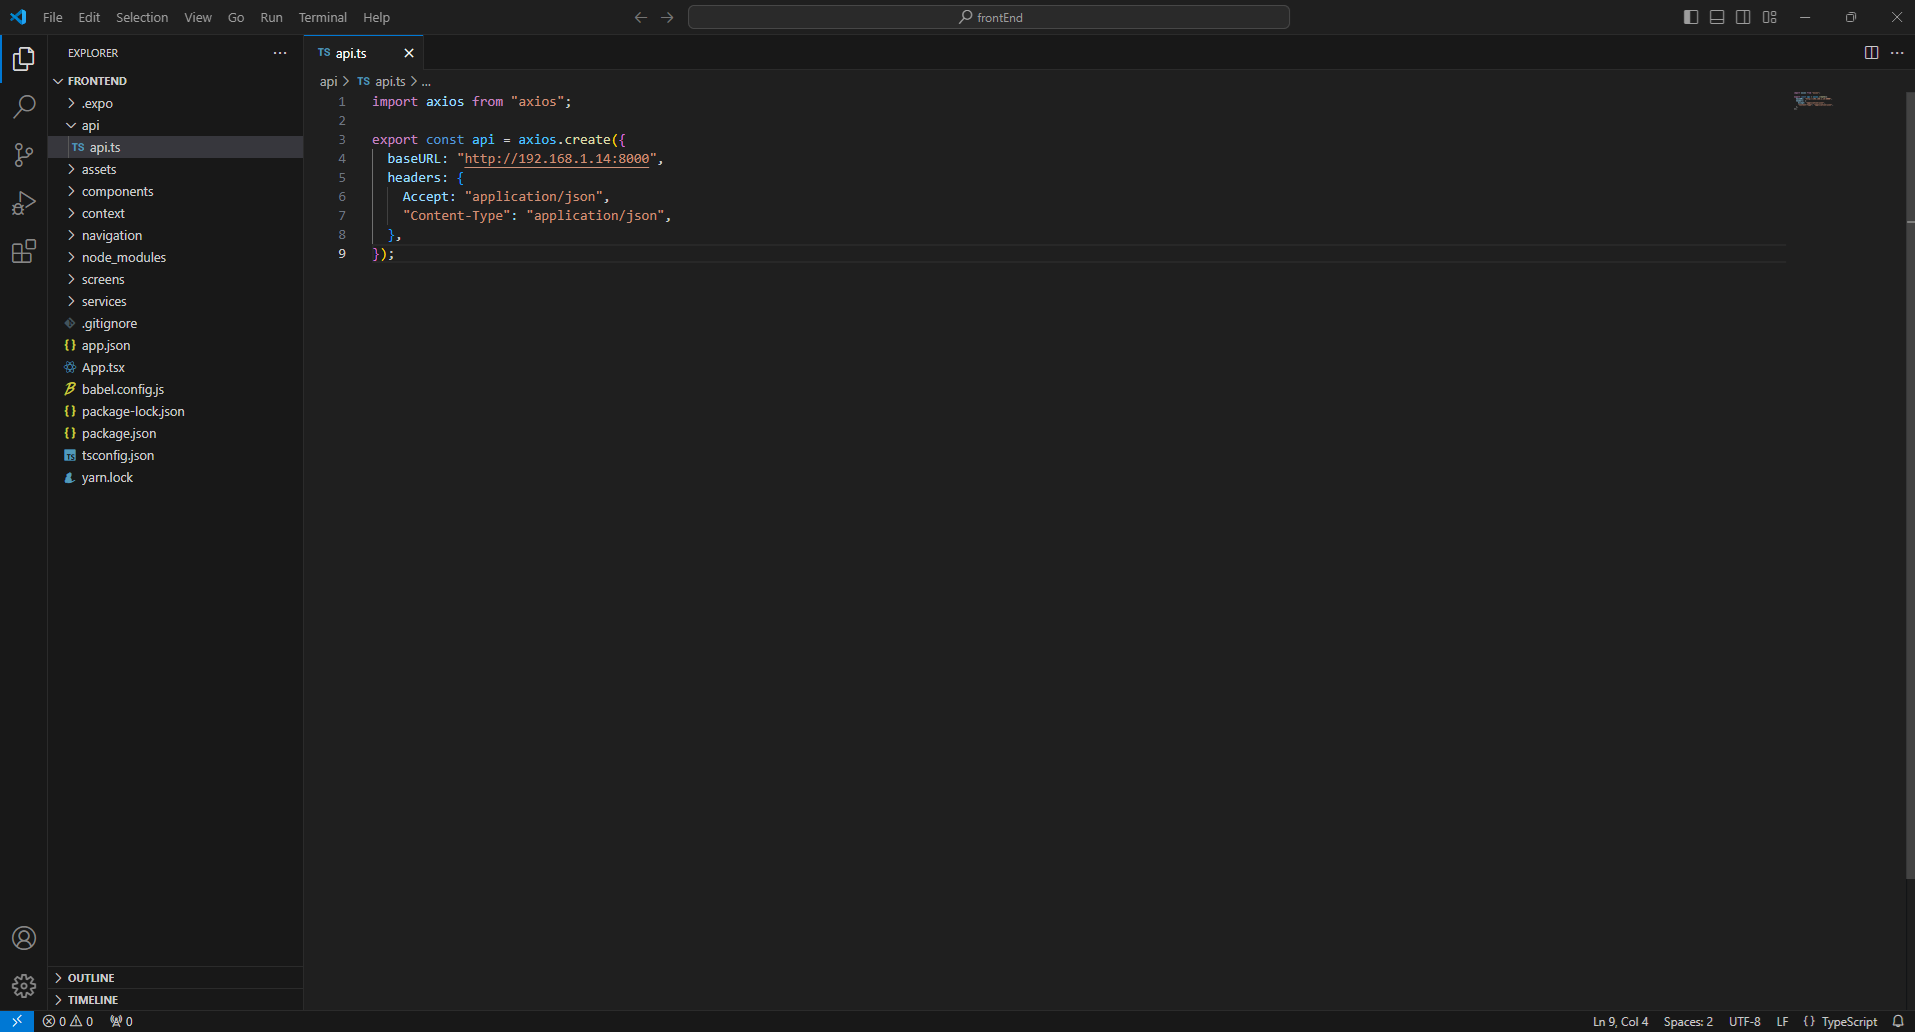 File Edit Selection View Go Run Terminal Help
frontEnd
EXPLORER
FRONTEND
.expo
api
TS api.ts
assets
components
context
navigation
node_modules
screens
services
.gitignore
{} app.json
App.tsx
babel.config.js
{} package-lock.json
{} package.json
TS tsconfig.json
yarn.lock
OUTLINE
TIMELINE
TS api.ts
api > TS api.ts > ...
1 import axios from "axios";
2
3 export const api = axios.create({
4 baseURL: "http://192.168.1.14:8000",
5 headers: {
6 Accept: "application/json",
7 "Content-Type": "application/json",
8 },
9 });
0 0 0
Ln 9, Col 4 Spaces: 2 UTF-8 LF {} TypeScript